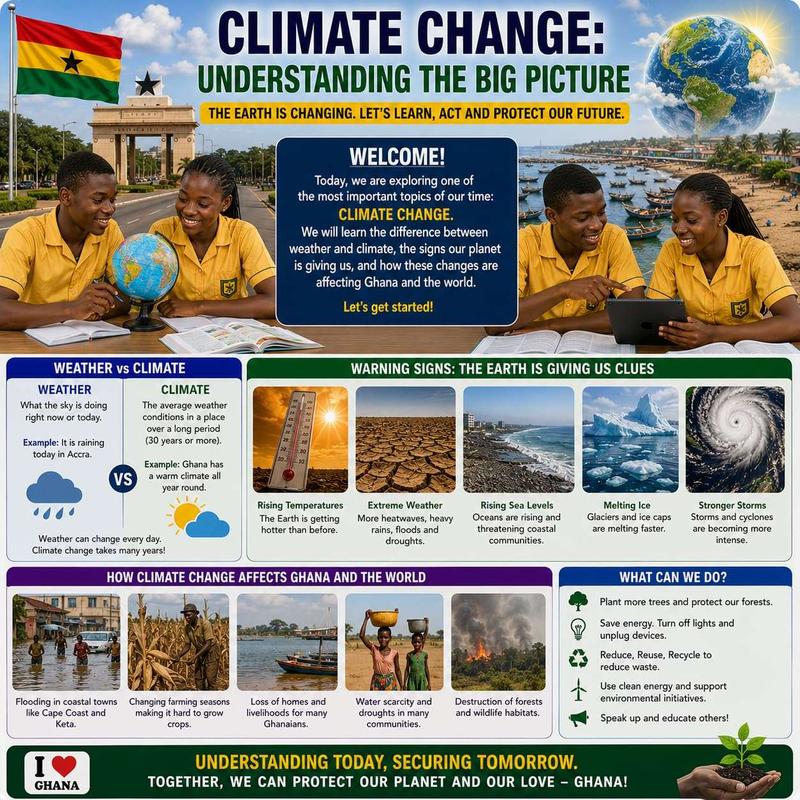 CLIMATE CHANGE:
UNDERSTANDING THE BIG PICTURE
THE EARTH IS CHANGING. LET'S LEARN, ACT AND PROTECT OUR FUTURE.
WELCOME!
Today, we are exploring one of
the most important topics of our time:
CLIMATE CHANGE.
We will learn the difference between
weather and climate, the signs our planet
is giving us, and how these changes are
affecting Ghana and the world.
Let's get started!
WEATHER vs CLIMATE
WEATHER
What the sky is doing
right now or today.
Example: It is raining
today in Accra.
VS
CLIMATE
The average weather
conditions in a place
over a long period
(30 years or more).
Example: Ghana has
a warm climate all
year round.
Weather can change every day.
Climate change takes many years!
WARNING SIGNS: THE EARTH IS GIVING US CLUES
Rising Temperatures
The Earth is getting
hotter than before.
Extreme Weather
More heatwaves, heavy
rains, floods and
droughts.
Rising Sea Levels
Oceans are rising and
threatening coastal
communities.
Melting Ice
Glaciers and ice caps
are melting faster.
Stronger Storms
Storms and cyclones
are becoming more
intense.
HOW CLIMATE CHANGE AFFECTS GHANA AND THE WORLD
Flooding in coastal towns
like Cape Coast and
Keta.
Changing farming seasons
making it hard to grow
crops.
Loss of homes and
livelihoods for many
Ghanaians.
Water scarcity and
droughts in many
communities.
Destruction of forests
and wildlife habitats.
WHAT CAN WE DO?
Plant more trees and protect our forests.
Save energy. Turn off lights and
unplug devices.
Reduce, Reuse, Recycle to
reduce waste.
Use clean energy and support
environmental initiatives.
Speak up and educate others!
I ❤ 
GHANA
UNDERSTANDING TODAY, SECURING TOMORROW.
TOGETHER, WE CAN PROTECT OUR PLANET AND OUR LOVE – GHANA!